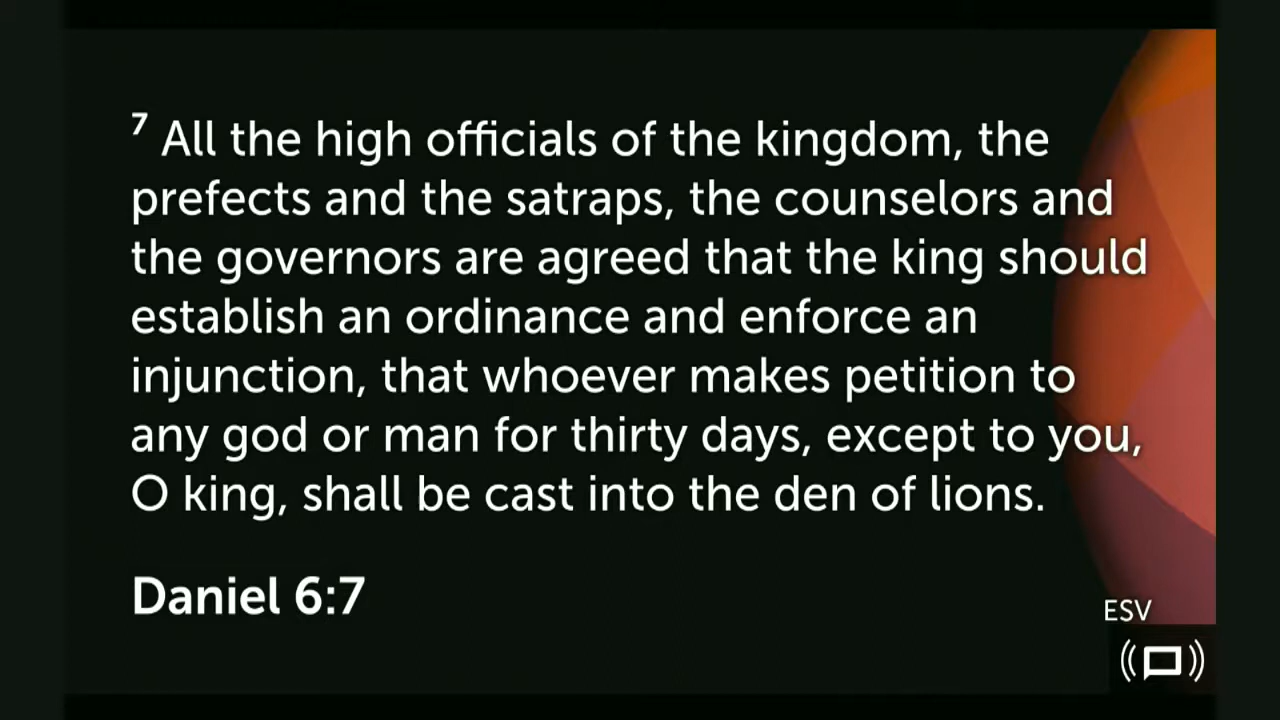 7 All the high officials of the kingdom, the
prefects and the satraps, the counselors and
the governors are agreed that the king should
establish an ordinance and enforce an
injunction, that whoever makes petition to
any god or man for thirty days, except to you,
O king, shall be cast into the den of lions.
Daniel 6:7
ESV